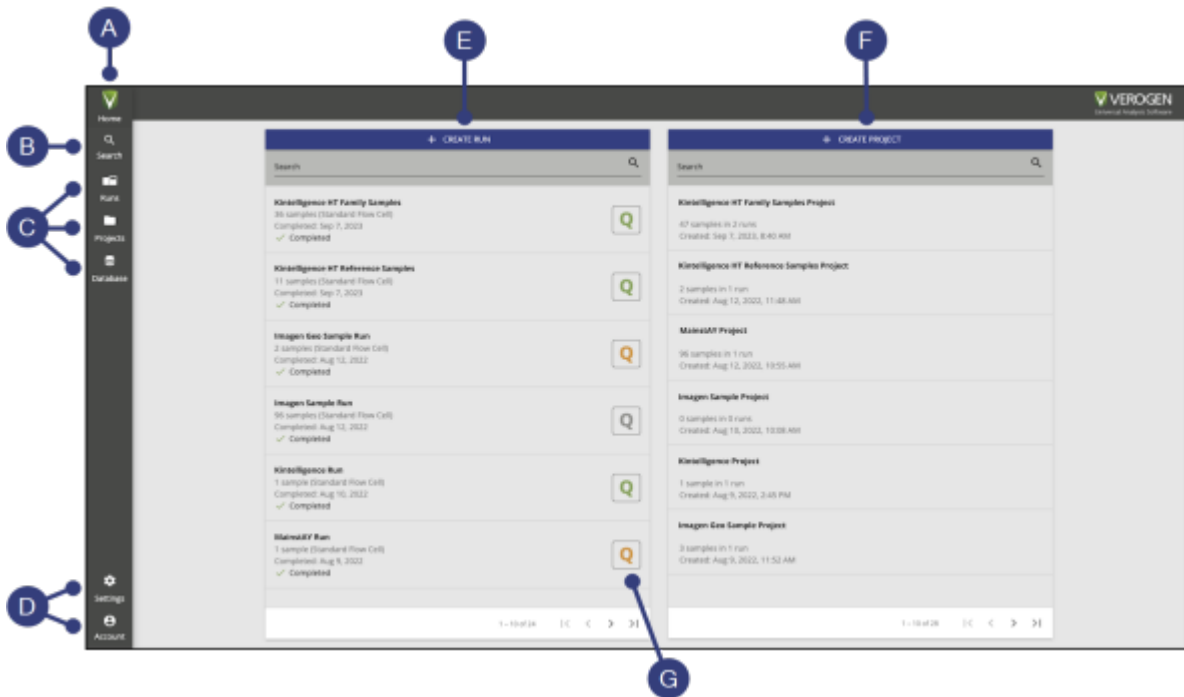 A
E
F
Home
VEROGEN
Universal Analysis Software
B
Search
C
Runs
Projects
Database
+ CREATE RUN
Search
Kintelligence HT Family Samples
36 samples (Standard Flow Cell)
Completed: Sep 7, 2023
✓ Completed
Q
Kintelligence HT Reference Samples
11 samples (Standard Flow Cell)
Completed: Sep 7, 2023
✓ Completed
Q
Imagen Geo Sample Run
2 samples (Standard Flow Cell)
Completed: Aug 12, 2022
✓ Completed
Q
Imagen Sample Run
96 samples (Standard Flow Cell)
Completed: Aug 12, 2022
✓ Completed
Q
Kintelligence Run
1 sample (Standard Flow Cell)
Completed: Aug 10, 2022
✓ Completed
Q
MainstAY Run
1 sample (Standard Flow Cell)
Completed: Aug 9, 2022
✓ Completed
Q
1 – 10 of 24
+ CREATE PROJECT
Search
Kintelligence HT Family Samples Project
47 samples in 2 runs
Created: Sep 7, 2023, 8:40 AM
Kintelligence HT Reference Samples Project
2 samples in 1 run
Created: Aug 12, 2022, 11:48 AM
MainstAY Project
96 samples in 1 run
Created: Aug 12, 2022, 10:55 AM
Imagen Sample Project
0 samples in 0 runs
Created: Aug 10, 2022, 10:08 AM
Kintelligence Project
1 sample in 1 run
Created: Aug 9, 2022, 2:45 PM
Imagen Geo Sample Project
3 samples in 1 run
Created: Aug 9, 2022, 11:52 AM
1 – 10 of 28
D
Settings
Account
G